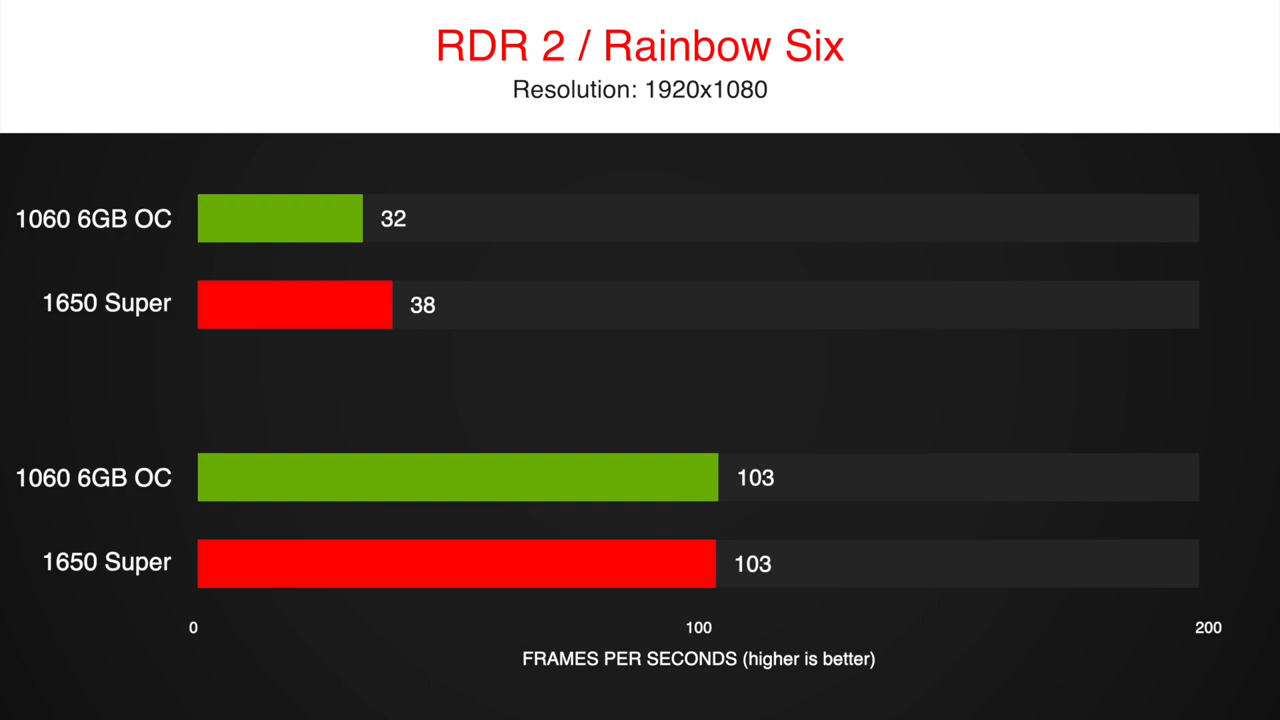 RDR 2 / Rainbow Six
Resolution: 1920x1080
1060 6GB OC
32
1650 Super
38
1060 6GB OC
103
1650 Super
103
0
100
200
FRAMES PER SECONDS (higher is better)